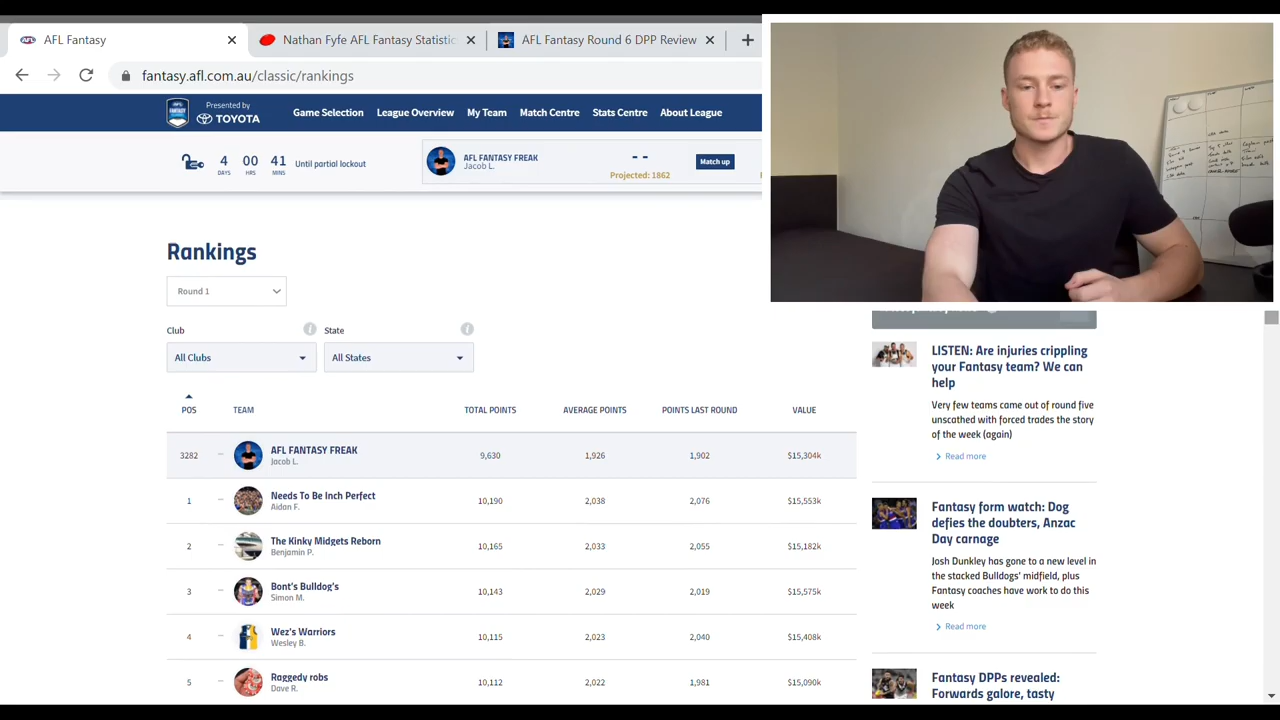 AFL Fantasy
Nathan Fyfe AFL Fantasy Statistic
AFL Fantasy Round 6 DPP Review
fantasy.afl.com.au/classic/rankings
Presented by
TOYOTA
Game Selection
League Overview
My Team
Match Centre
Stats Centre
About League
4 00 41
DAYS HRS MINS
Until partial lockout
AFL FANTASY FREAK
Jacob L.
- -
Projected: 1862
Match up
Rankings
Round 1
Club
State
All Clubs
All States
POS TEAM TOTAL POINTS AVERAGE POINTS POINTS LAST ROUND VALUE
3282 AFL FANTASY FREAK 9,630 1,926 1,902 $15,304k
Jacob L.
1 Needs To Be Inch Perfect 10,190 2,038 2,076 $15,553k
Aidan F.
2 The Kinky Midgets Reborn 10,165 2,033 2,055 $15,182k
Benjamin P.
3 Bont's Bulldog's 10,143 2,029 2,019 $15,575k
Simon M.
4 Wez's Warriors 10,115 2,023 2,040 $15,408k
Wesley B.
5 Raggedy robs 10,112 2,022 1,981 $15,090k
Dave R.
LISTEN: Are injuries crippling
your Fantasy team? We can
help
Very few teams came out of round five
unscathed with forced trades the story
of the week (again)
Read more
Fantasy form watch: Dog
defies the doubters, Anzac
Day carnage
Josh Dunkley has gone to a new level in
the stacked Bulldogs' midfield, plus
Fantasy coaches have work to do this
week
Read more
Fantasy DPPs revealed:
Forwards galore, tasty